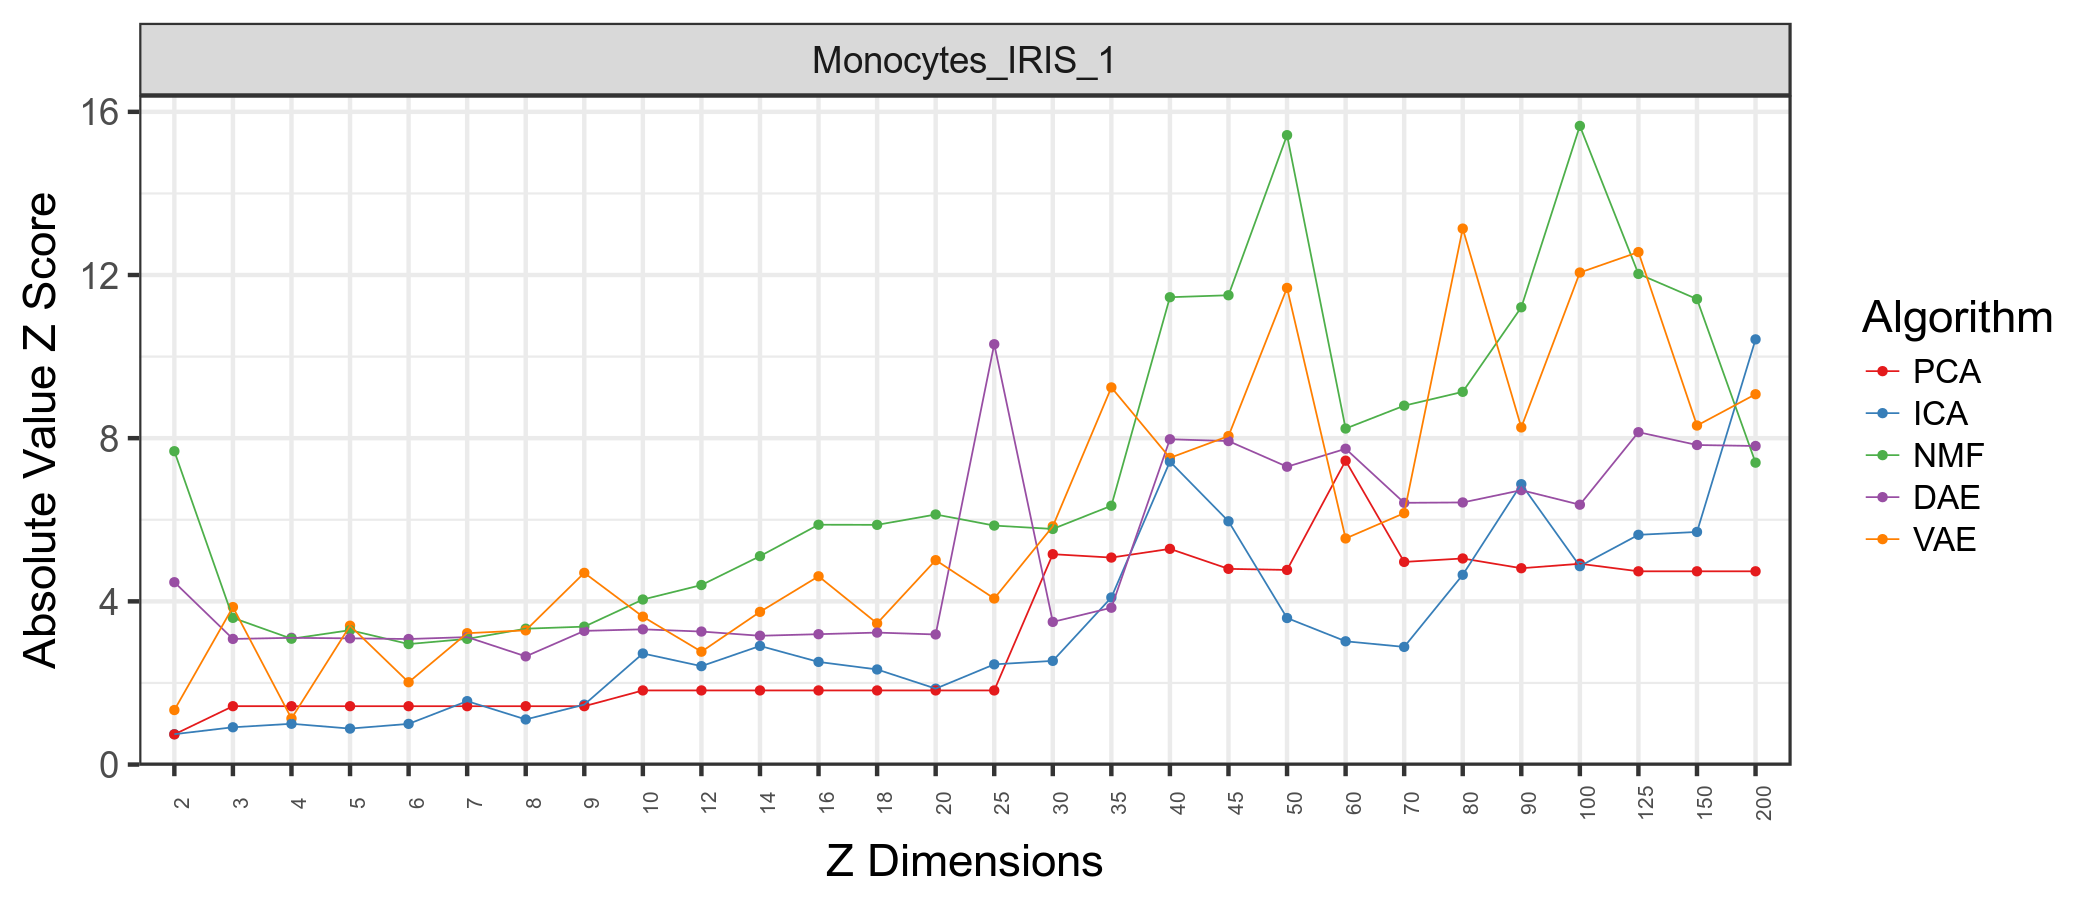 Monocytes_IRIS_1
Absolute Value Z Score
16
12
8
4
0
2 3 4 5 6 7 8 9 10 12 14 16 18 20 25 30 35 40 45 50 60 70 80 90 100 125 150 200
Z Dimensions
Algorithm
PCA
ICA
NMF
DAE
VAE